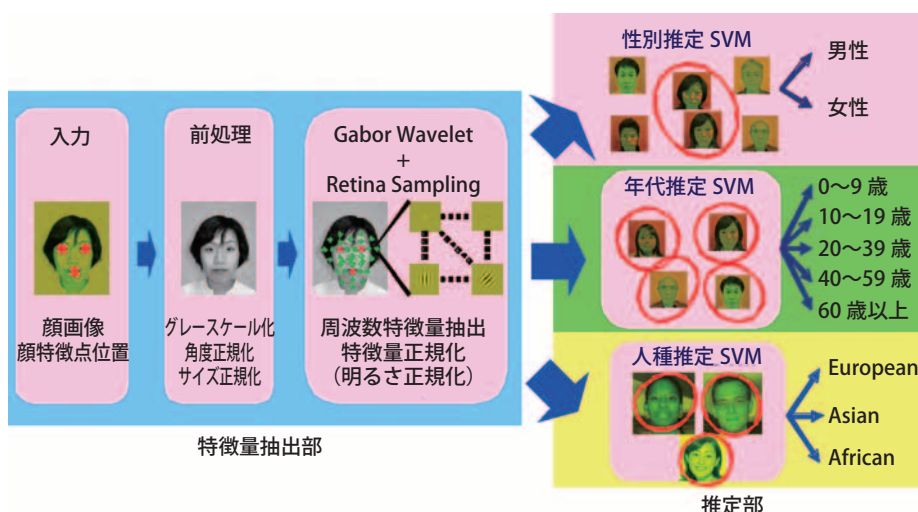 入力
顔画像
顔特徴点位置
前処理
グレースケール化
角度正規化
サイズ正規化
Gabor Wavelet
+
Retina Sampling
周波数特徴量抽出
特徴量正規化
(明るさ正規化)
特徴量抽出部
性別推定 SVM
男性
女性
年代推定 SVM
0〜9 歳
10〜19 歳
20〜39 歳
40〜59 歳
60 歳以上
人種推定 SVM
European
Asian
African
推定部